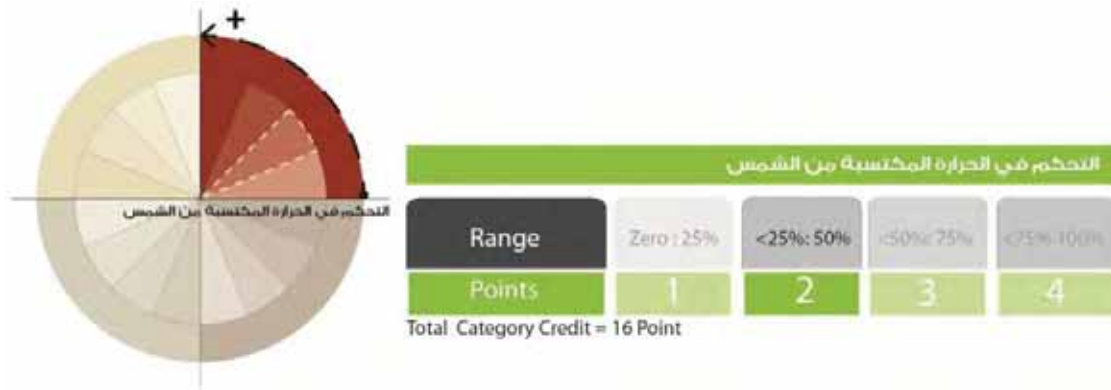 +
التحكم في الحرارة المكتسبة من الشمس
التحكم في الحرارة المكتسبة من الشمس
Range Zero : 25% <25%: 50% <50%: 75% <75% 100%
Points 1 2 3 4
Total Category Credit = 16 Point